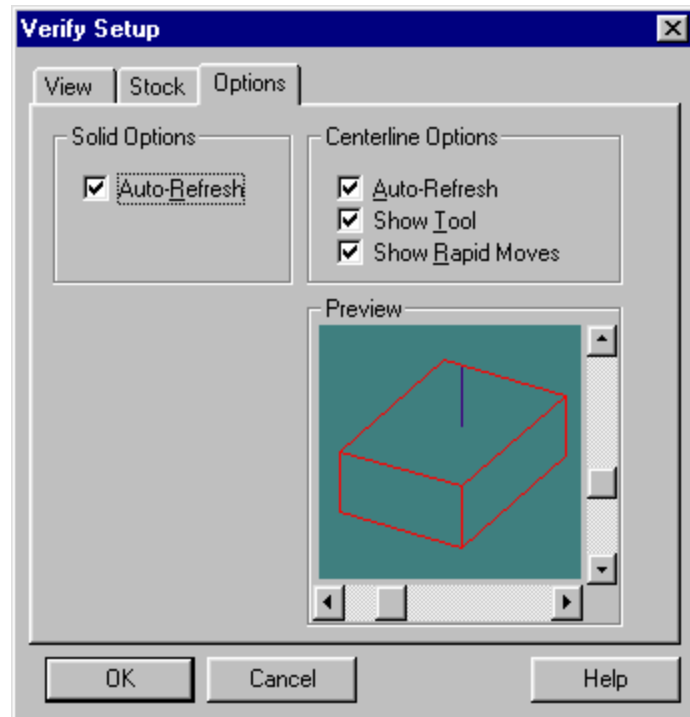 Verify Setup
View Stock Options
Solid Options
Auto-Refresh
Centerline Options
Auto-Refresh
Show Tool
Show Rapid Moves
Preview
OK Cancel Help